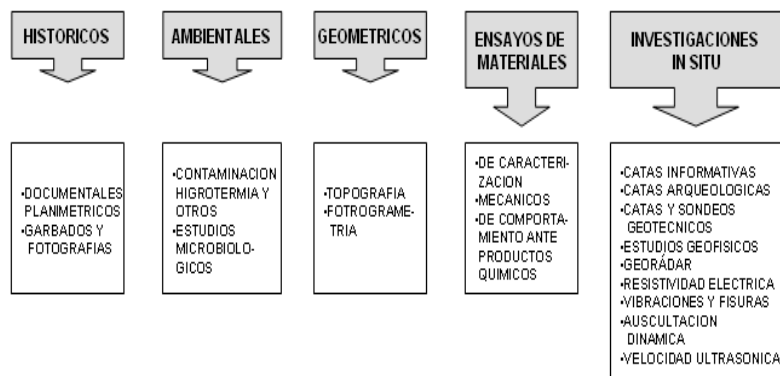 HISTORICOS
AMBIENTALES
GEOMETRICOS
ENSAYOS DE
MATERIALES
INVESTIGACIONES
IN SITU
•DOCUMENTALES
PLANIMETRICOS
•GARBADOS Y
FOTOGRAFIAS
•CONTAMINACION
HIGROTERMIA Y
OTROS
•ESTUDIOS
MICROBIOLO-
GICOS
•TOPOGRAFIA
•FOTROGRAME-
TRIA
•DE CARACTERI-
ZACION
•MECANICOS
•DE COMPORTA-
MIENTO ANTE
PRODUCTOS
QUIMICOS
•CATAS INFORMATIVAS
•CATAS ARQUEOLOGICAS
•CATAS Y SONDEOS
GEOTECNICOS
•ESTUDIOS GEOFISICOS
•GEORÁDAR
•RESISTIVIDAD ELECTRICA
•VIBRACIONES Y FISURAS
•AUSCULTACION
DINAMICA
•VELOCIDAD ULTRASONICA